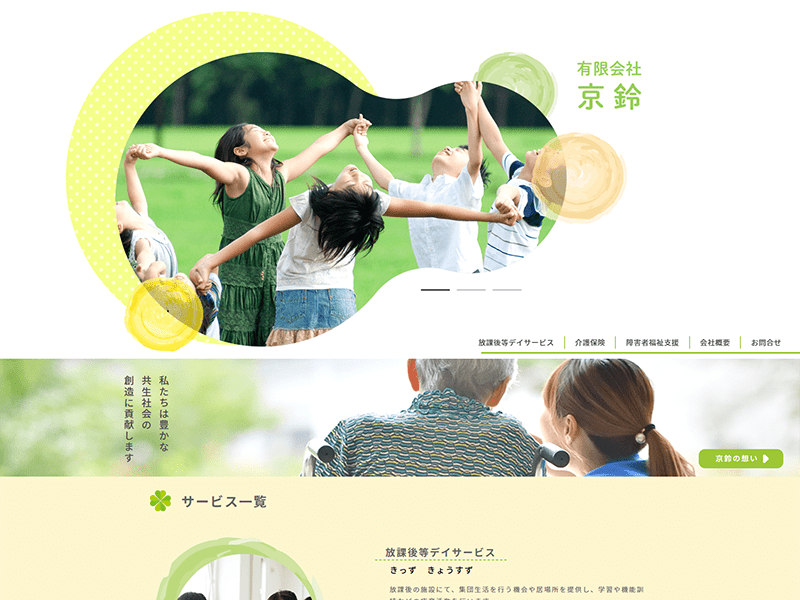 有限会社
京鈴
放課後等デイサービス
介護保険
障害者福祉支援
会社概要
お問合せ
私たちは豊かな
共生社会の
創造に貢献します
京鈴の想い
サービス一覧
放課後等デイサービス
きっず　きょうすず
放課後の施設にて、集団生活を行う機会や居場所を提供し、学習や機能訓